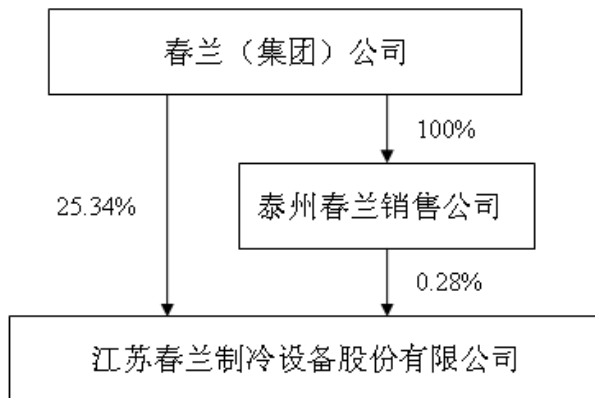 春兰（集团）公司
100%
25.34%
泰州春兰销售公司
0.28%
江苏春兰制冷设备股份有限公司